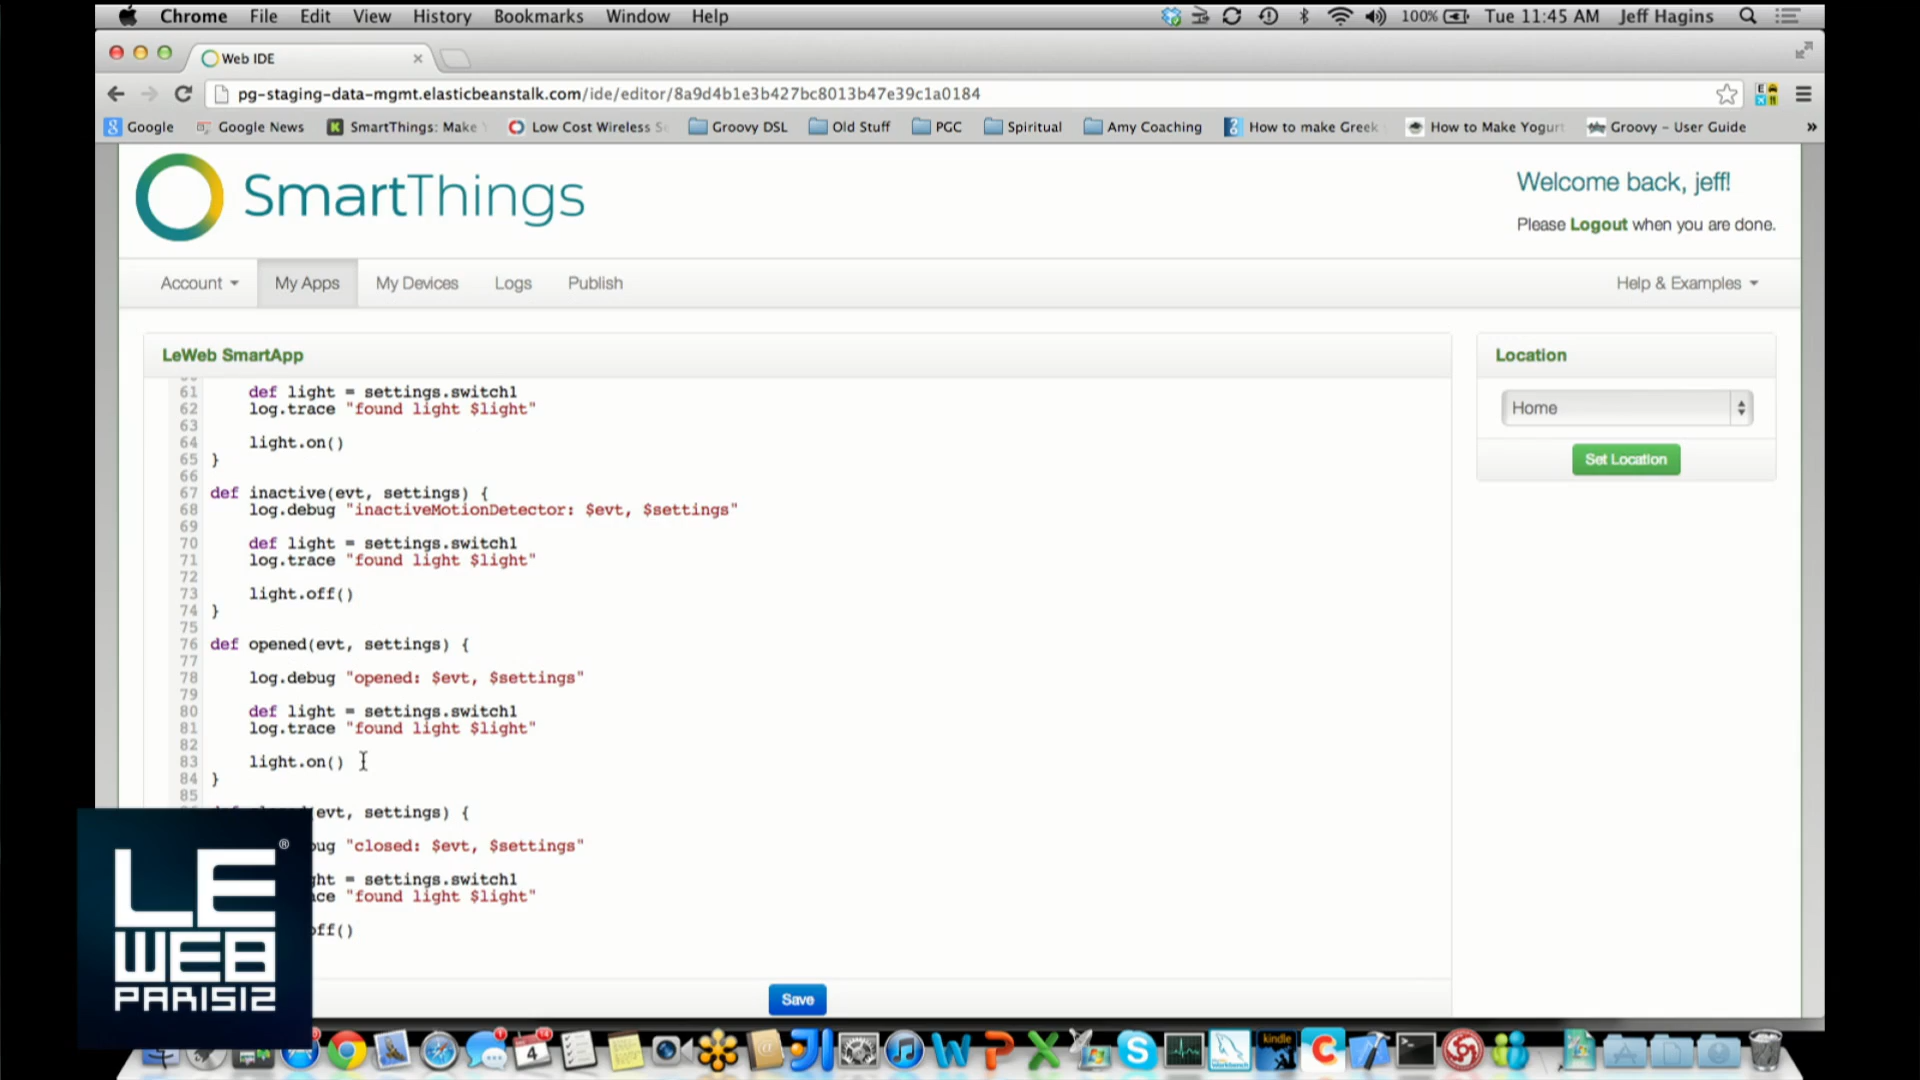 Chrome File Edit View History Bookmarks Window Help 100% Tue 11:45 AM Jeff Hagins
Web IDE
pg-staging-data-mgmt.elasticbeanstalk.com/ide/editor/8a9d4b1e3b427bc8013b47e39c1a0184
Google Google News SmartThings: Make Low Cost Wireless Se Groovy DSL Old Stuff PGC Spiritual Amy Coaching How to make Greek How to Make Yogurt Groovy – User Guide »
SmartThings
Welcome back, jeff!
Please Logout when you are done.
Account My Apps My Devices Logs Publish Help & Examples
LeWeb SmartApp
Location
Home
Set Location
61 def light = settings.switch1
62 log.trace "found light $light"
63
64 light.on()
65 }
66
67 def inactive(evt, settings) {
68 log.debug "inactiveMotionDetector: $evt, $settings"
69
70 def light = settings.switch1
71 log.trace "found light $light"
72
73 light.off()
74 }
75
76 def opened(evt, settings) {
77
78 log.debug "opened: $evt, $settings"
79
80 def light = settings.switch1
81 log.trace "found light $light"
82
83 light.on()
84 }
85
(evt, settings) {
ug "closed: $evt, $settings"
ht = settings.switch1
ce "found light $light"
ff()
Save
LE
WEB
PARIS12
®
4
kindle